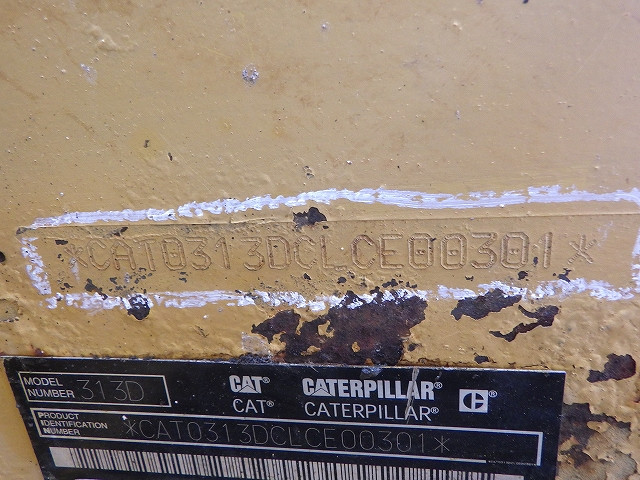 *CAT0313DCLCE00301*
MODEL NUMBER 313D
CAT® CATERPILLAR®
CAT® CATERPILLAR®
PRODUCT IDENTIFICATION NUMBER *CAT0313DCLCE00301*